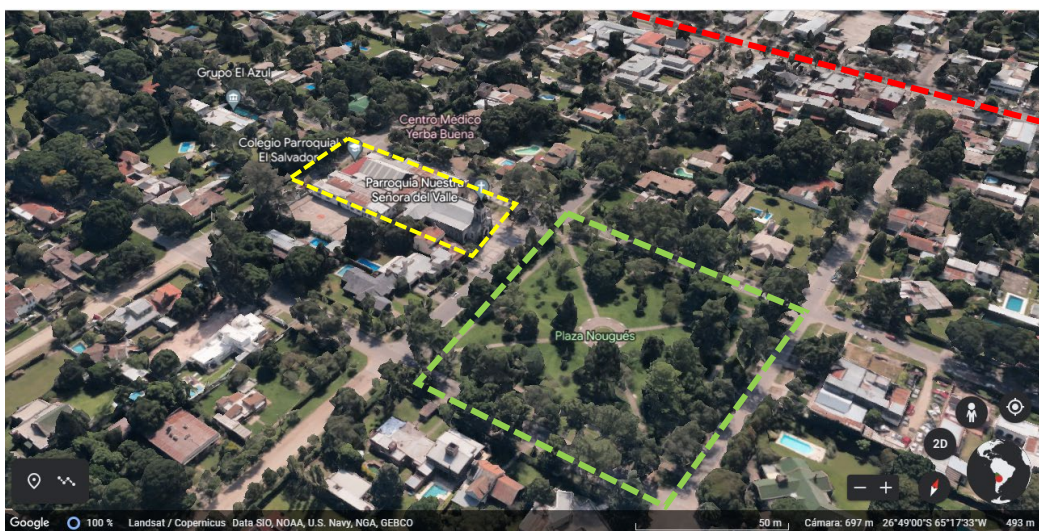 Grupo El Azul
Centro Médico
Yerba Buena
Colegio Parroquial
El Salvador
Parroquia Nuestra
Señora del Valle
Plaza Nougués
2D
Google 100 % Landsat / Copernicus Data SIO, NOAA, U.S. Navy, NGA, GEBCO 50 m Cámara: 697 m 26°49'00"S 65°17'33"W 493 m